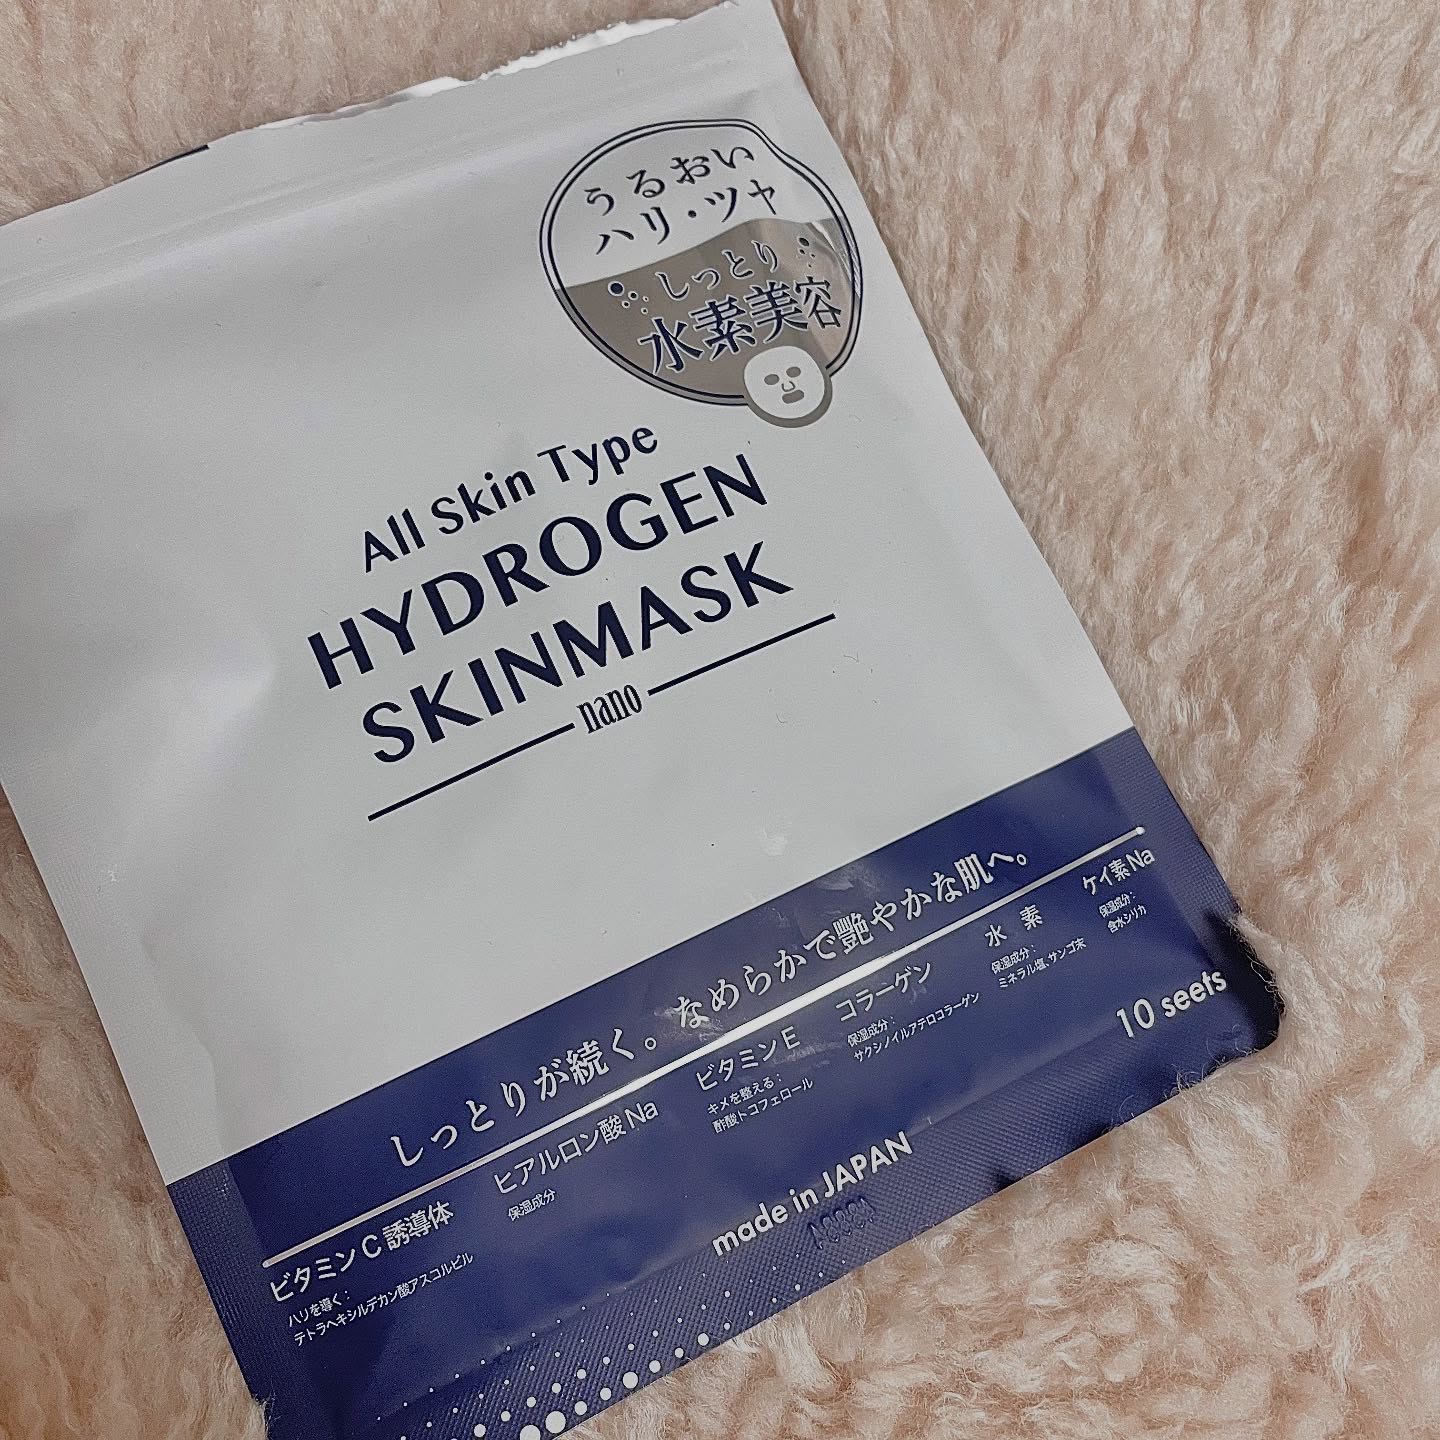 うるおい
ハリ・ツヤ
しっとり
水素美容
All Skin Type
HYDROGEN
SKINMASK
nano
しっとりが続く。なめらかで艶やかな肌へ。
ビタミンC誘導体
ハリを導く：
テトラヘキシルデカン酸アスコルビル
ヒアルロン酸Na
保湿成分
ビタミンE
キメを整える：
酢酸トコフェロール
コラーゲン
保湿成分：
サクシノイルアテロコラーゲン
水素
保湿成分：
ミネラル塩、サンゴ末
ケイ素Na
保湿成分：
含水シリカ
10 seets
made in JAPAN